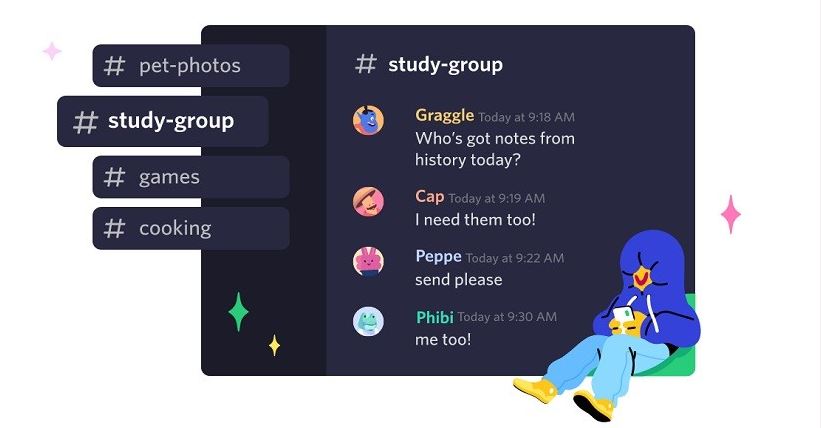 # pet-photos
# study-group
# games
# cooking
# study-group
Graggle Today at 9:18 AM
Who's got notes from
history today?
Cap Today at 9:19 AM
I need them too!
Peppe Today at 9:22 AM
send please
Phibi Today at 9:30 AM
me too!